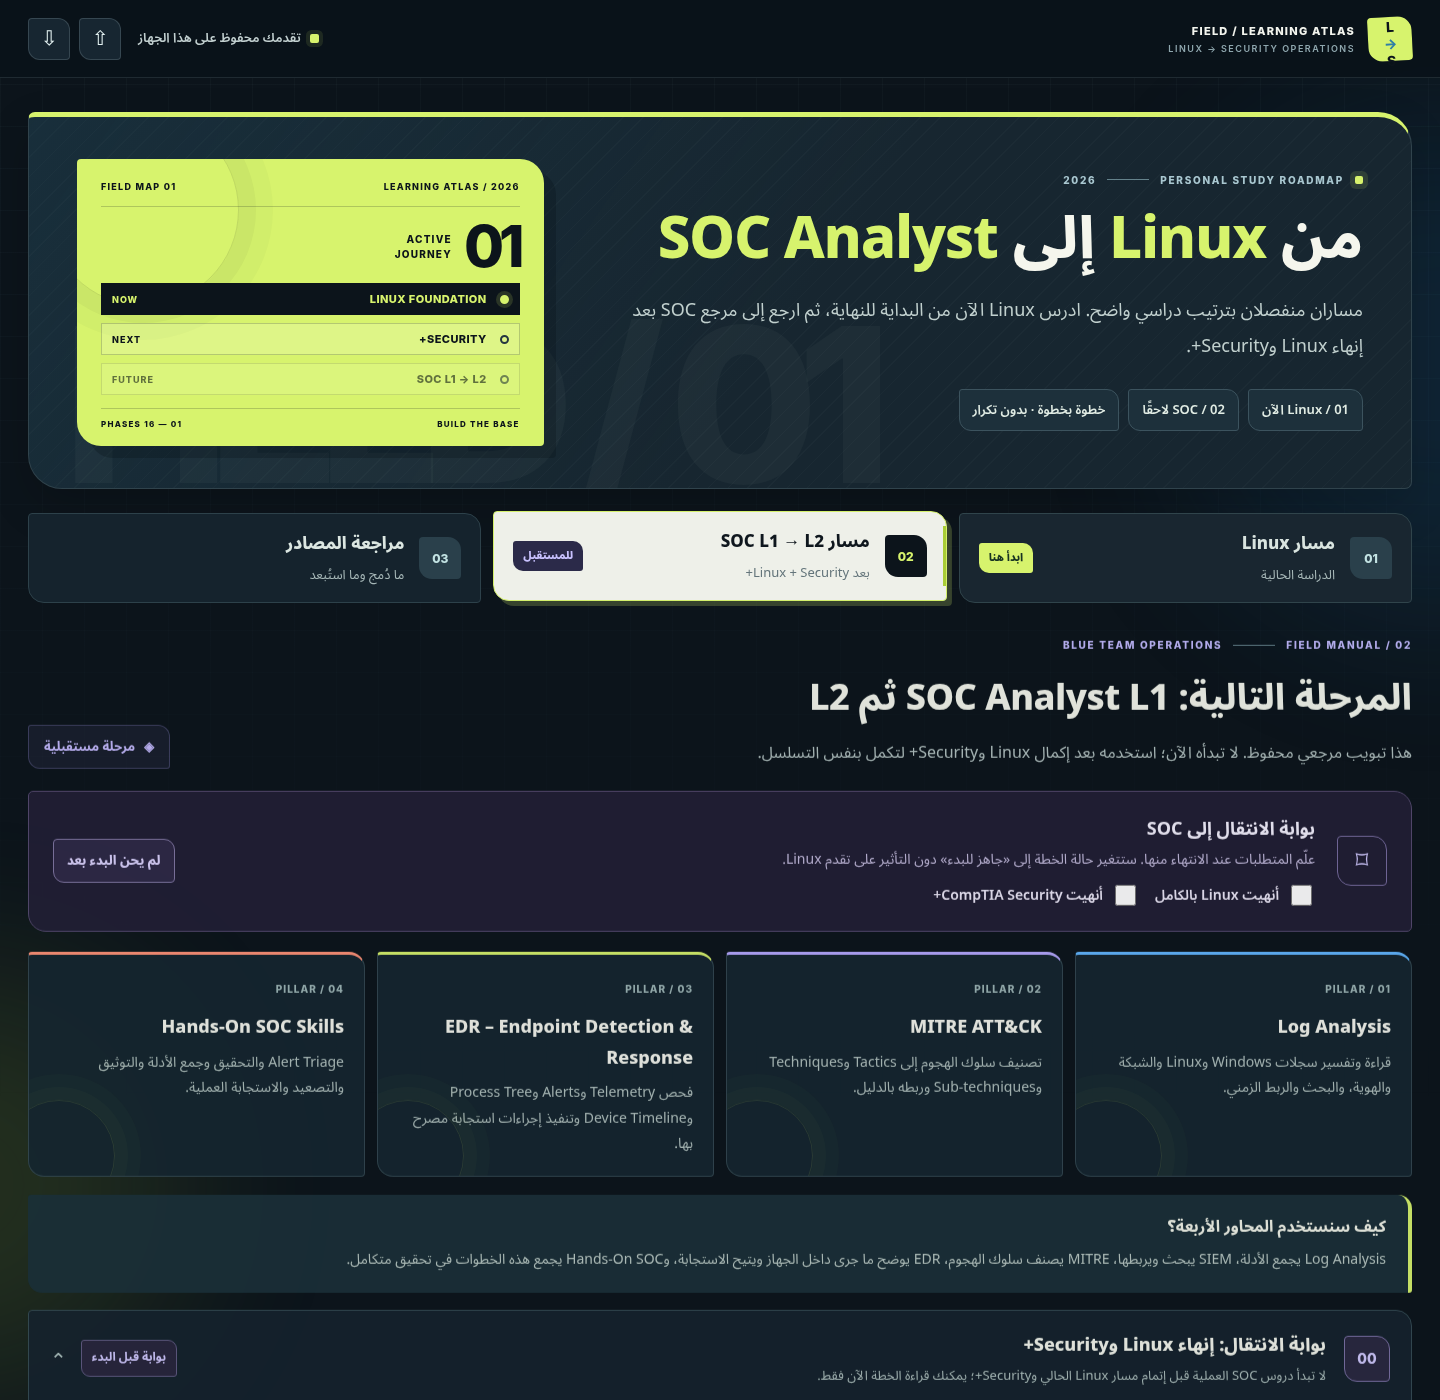 L
→
S
FIELD / LEARNING ATLAS
LINUX → SECURITY OPERATIONS
تقدمك محفوظ على هذا الجهاز
⇧
⇩
PERSONAL STUDY ROADMAP
2026
من Linux إلى SOC Analyst
مساران منفصلان بترتيب دراسي واضح. ادرس Linux الآن من البداية للنهاية، ثم ارجع إلى مرجع SOC بعد
إنهاء Linux وSecurity+.
01 / Linux الآن
02 / SOC لاحقًا
خطوة بخطوة · بدون تكرار
LEARNING ATLAS / 2026
FIELD MAP 01
01
ACTIVE
JOURNEY
LINUX FOUNDATION
NOW
+SECURITY
NEXT
SOC L1 → L2
FUTURE
BUILD THE BASE
PHASES 16 — 01
FIELD/01
01
مسار Linux
الدراسة الحالية
ابدأ هنا
02
مسار SOC L1 → L2
بعد Linux + Security+
للمستقبل
03
مراجعة المصادر
ما دُمج وما استُبعد
FIELD MANUAL / 02
BLUE TEAM OPERATIONS
المرحلة التالية: SOC Analyst L1 ثم L2
هذا تبويب مرجعي محفوظ. لا تبدأه الآن؛ استخدمه بعد إكمال Linux وSecurity+ لتكمل بنفس التسلسل.
◈ مرحلة مستقبلية
بوابة الانتقال إلى SOC
علّم المتطلبات عند الانتهاء منها. ستتغير حالة الخطة إلى «جاهز للبدء» دون التأثير على تقدم Linux.
أنهيت Linux بالكامل
أنهيت CompTIA Security+
لم يحن البدء بعد
PILLAR / 01
Log Analysis
قراءة وتفسير سجلات Windows وLinux والشبكة
والهوية، والبحث والربط الزمني.
PILLAR / 02
MITRE ATT&CK
تصنيف سلوك الهجوم إلى Tactics وTechniques
وSub-techniques وربطه بالدليل.
PILLAR / 03
EDR – Endpoint Detection &
Response
فحص Telemetry وAlerts وProcess Tree
وDevice Timeline وتنفيذ إجراءات استجابة مصرح
بها.
PILLAR / 04
Hands-On SOC Skills
Alert Triage والتحقيق وجمع الأدلة والتوثيق
والتصعيد والاستجابة العملية.
كيف سنستخدم المحاور الأربعة؟
Log Analysis يجمع الأدلة، SIEM يبحث ويربطها، MITRE يصنف سلوك الهجوم، EDR يوضح ما جرى داخل الجهاز ويتيح الاستجابة، وHands-On SOC يجمع هذه الخطوات في تحقيق متكامل.
00
بوابة الانتقال: إنهاء Linux وSecurity+
لا تبدأ دروس SOC العملية قبل إتمام مسار Linux الحالي وSecurity+؛ يمكنك قراءة الخطة الآن فقط.
بوابة قبل البدء